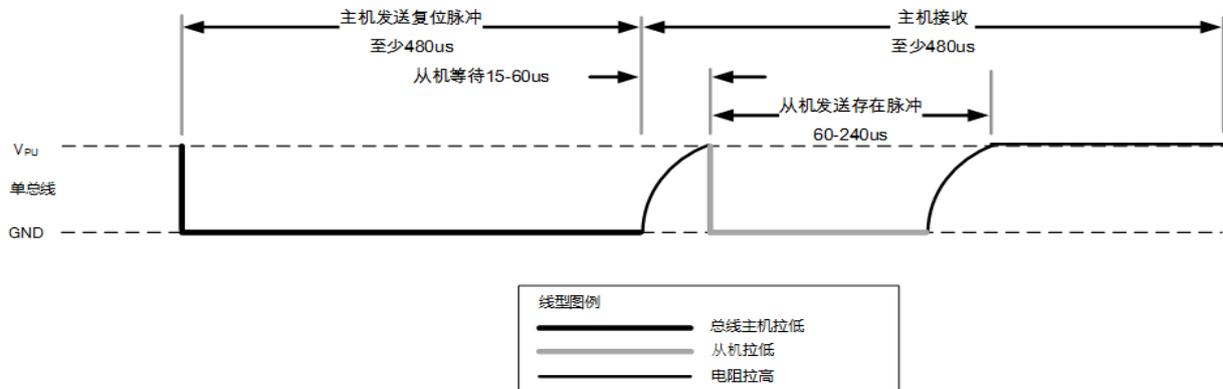 主机发送复位脉冲
至少480us
主机接收
至少480us
从机等待15-60us
从机发送存在脉冲
60-240us
VPU
单总线
GND
线型图例
总线主机拉低
从机拉低
电阻拉高